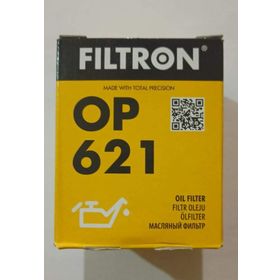 FILTRON®
MADE WITH TOTAL PRECISION
OP
621
OIL FILTER
FILTR OLEJU
ÖLFILTER
МАСЛЯНЫЙ ФИЛЬТР